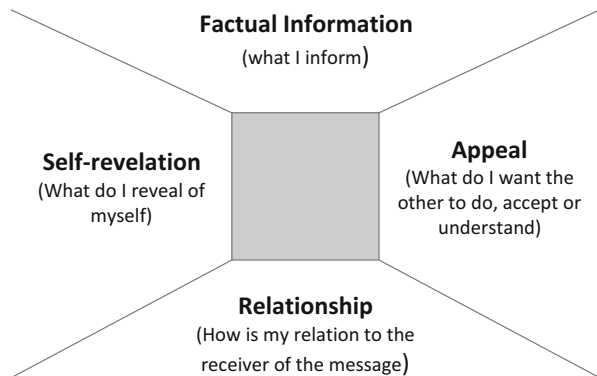 Factual Information
(what I inform)
Self-revelation
(What do I reveal of
myself)
Appeal
(What do I want the
other to do, accept or
understand)
Relationship
(How is my relation to the
receiver of the message)